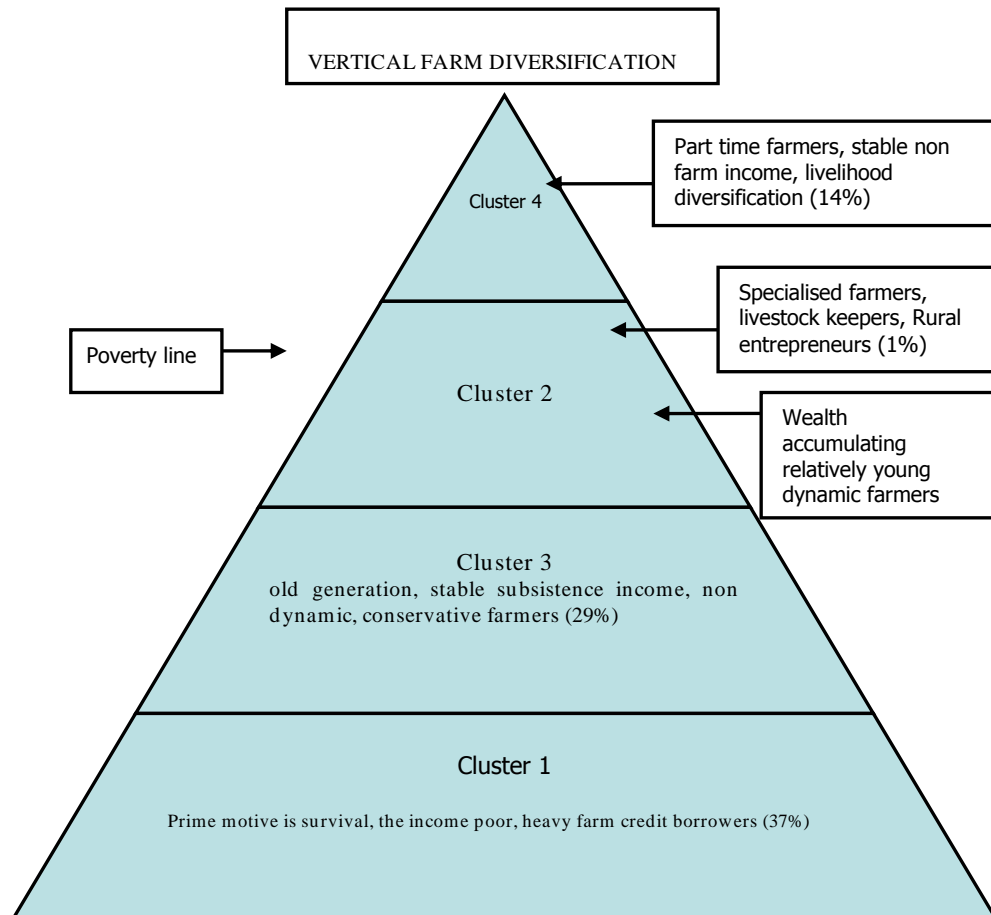 VERTICAL FARM DIVERSIFICATION
Part time farmers, stable non
farm income, livelihood
diversification (14%)
Cluster 4
Specialised farmers,
livestock keepers, Rural
entrepreneurs (1%)
Poverty line
Cluster 2
Wealth
accumulating
relatively young
dynamic farmers
Cluster 3
old generation, stable subsistence income, non
dynamic, conservative farmers (29%)
Cluster 1
Prime motive is survival, the income poor, heavy farm credit borrowers (37%)